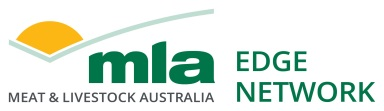 mla
MEAT & LIVESTOCK AUSTRALIA
EDGE
NETWORK